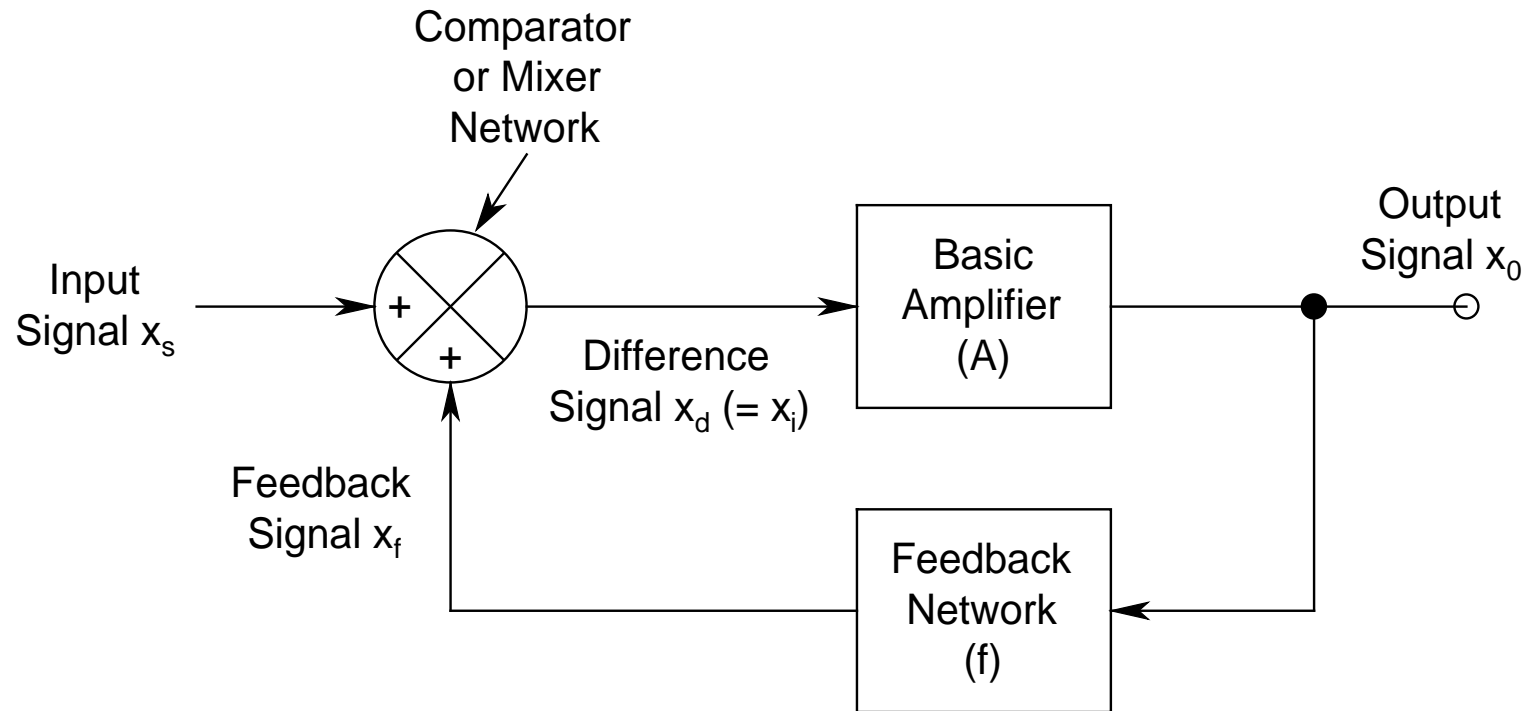 Comparator
or Mixer
Network
Input
Signal x_s
+
+
Difference
Signal x_d (= x_i)
Basic
Amplifier
(A)
Output
Signal x_0
Feedback
Signal x_f
Feedback
Network
(f)